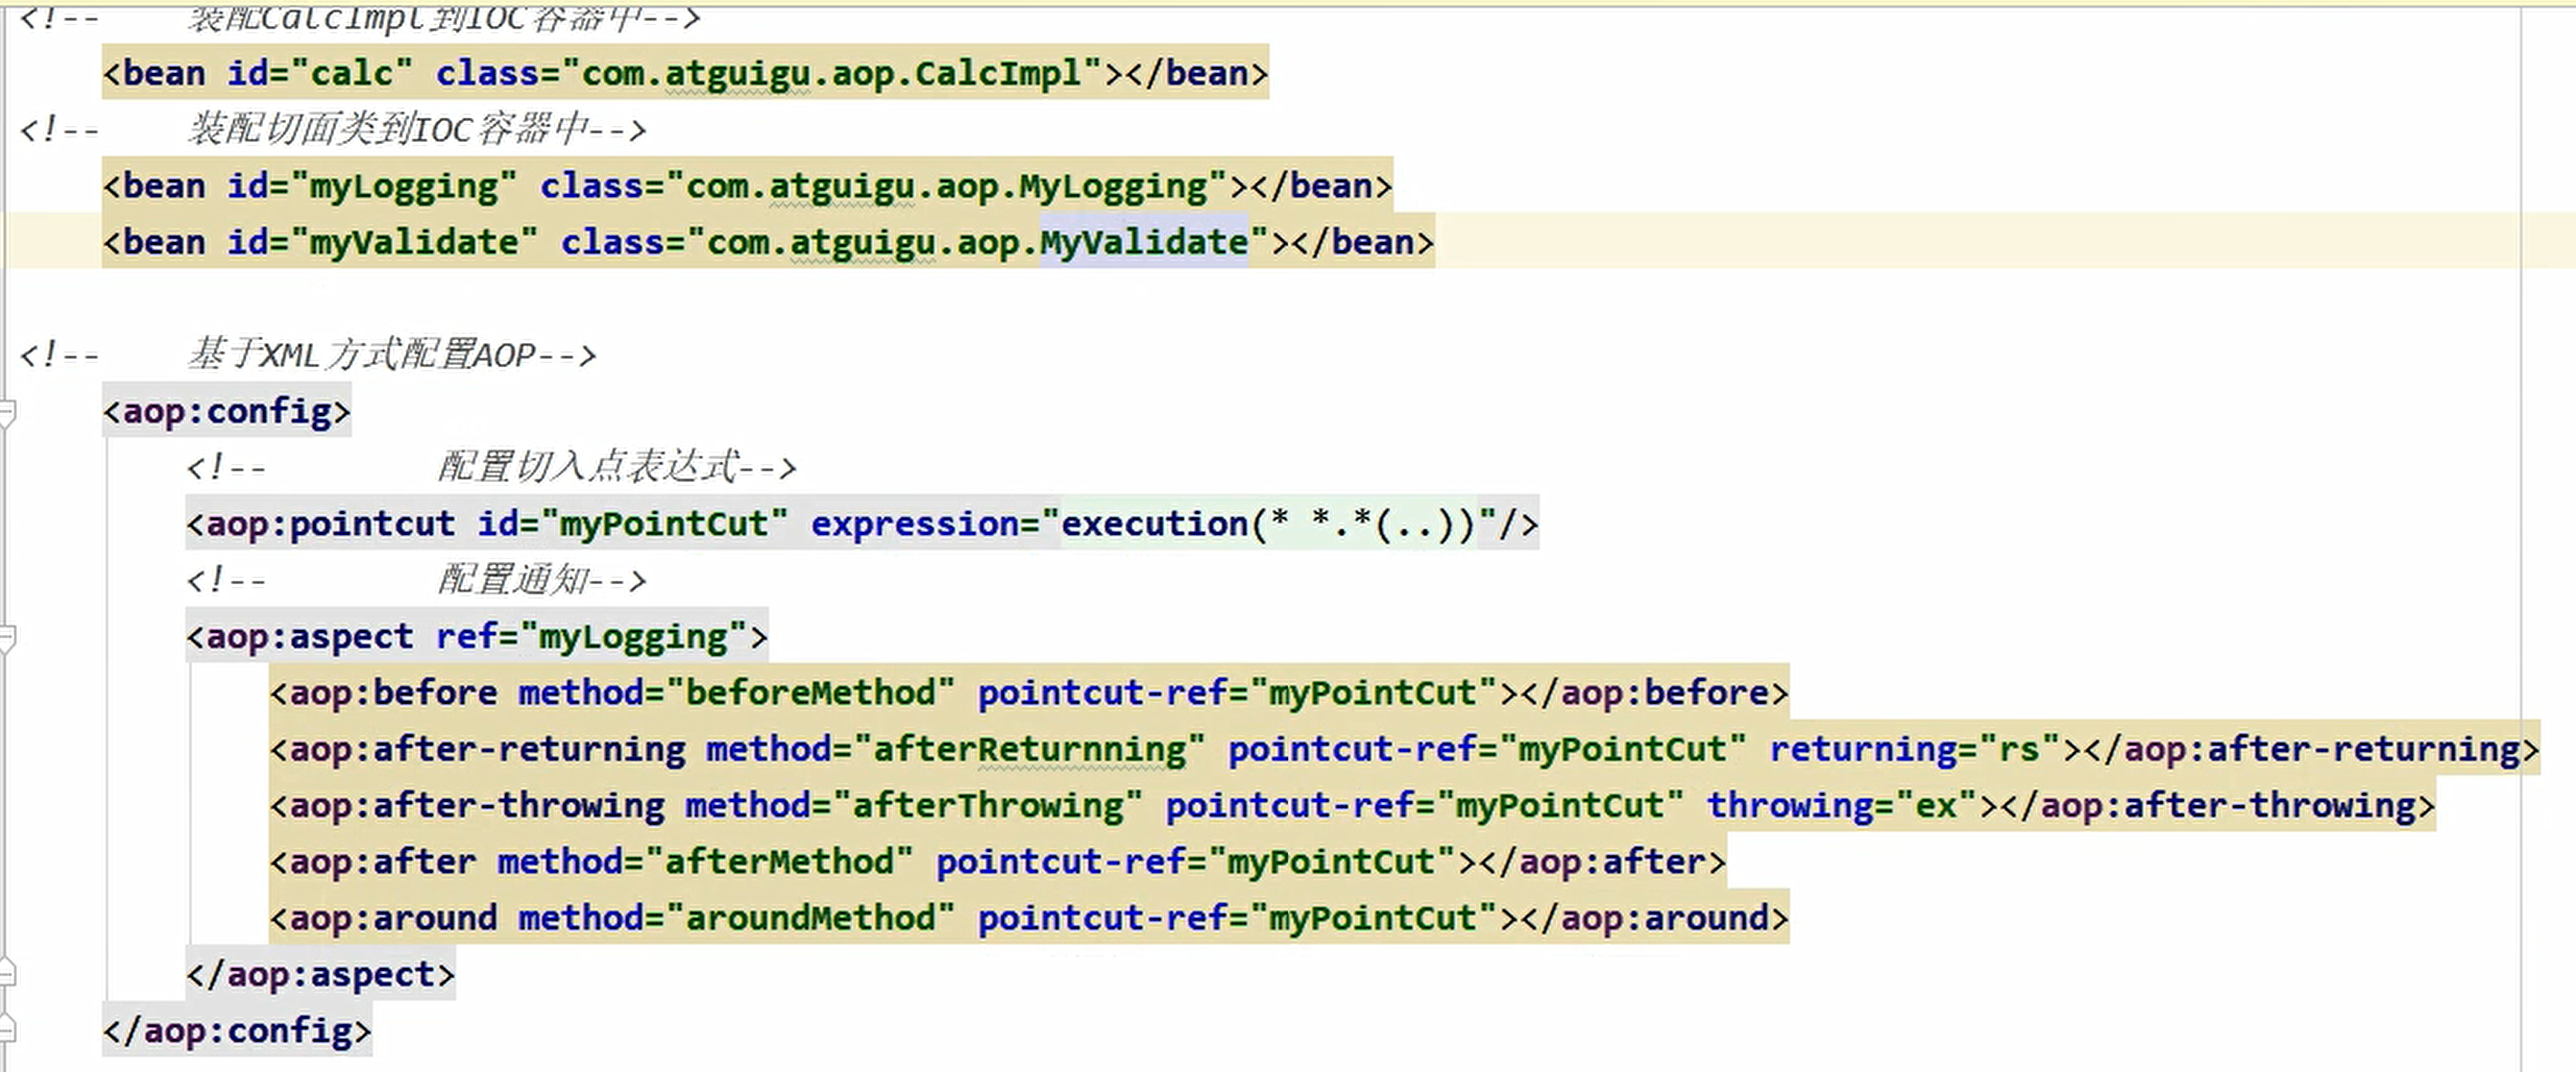 <!--    装配CalcImpl到IOC容器中-->
<bean id="calc" class="com.atguigu.aop.CalcImpl"></bean>
<!--    装配切面类到IOC容器中-->
<bean id="myLogging" class="com.atguigu.aop.MyLogging"></bean>
<bean id="myValidate" class="com.atguigu.aop.MyValidate"></bean>
<!--    基于XML方式配置AOP-->
<aop:config>
<!--        配置切入点表达式-->
<aop:pointcut id="myPointCut" expression="execution(* *.*(..))"/>
<!--        配置通知-->
<aop:aspect ref="myLogging">
<aop:before method="beforeMethod" pointcut-ref="myPointCut"></aop:before>
<aop:after-returning method="afterReturnning" pointcut-ref="myPointCut" returning="rs"></aop:after-returning>
<aop:after-throwing method="afterThrowing" pointcut-ref="myPointCut" throwing="ex"></aop:after-throwing>
<aop:after method="afterMethod" pointcut-ref="myPointCut"></aop:after>
<aop:around method="aroundMethod" pointcut-ref="myPointCut"></aop:around>
</aop:aspect>
</aop:config>